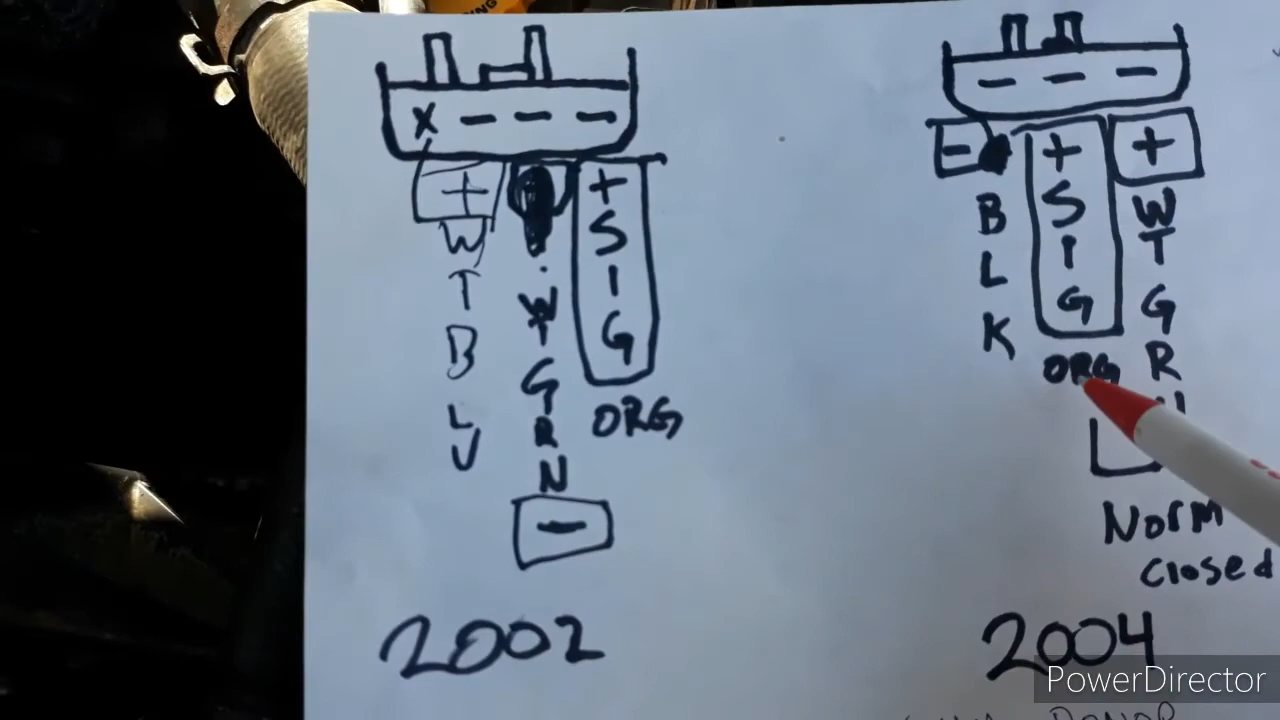 X - - -
+
W
T
B
L
U
W
T
G
R
N
-
+
S
I
G
ORG
2002
- - -
-
B
L
K
+
S
I
G
ORG
+
W
T
G
R
Norm
closed
2004
PowerDirector